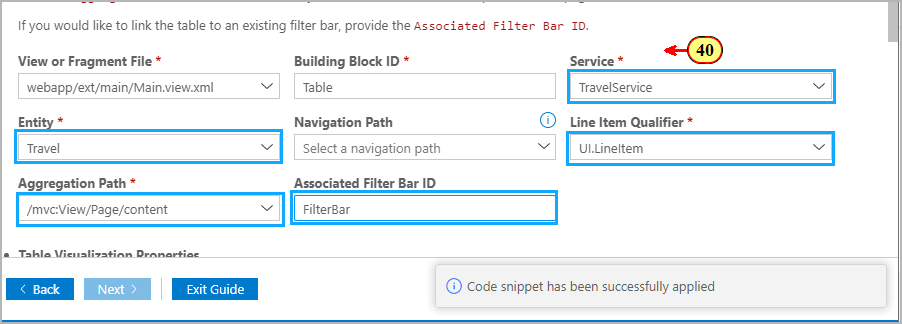 If you would like to link the table to an existing filter bar, provide the Associated Filter Bar ID.
40
View or Fragment File * Building Block ID * Service *
webapp/ext/main/Main.view.xml Table TravelService
Entity * Navigation Path Line Item Qualifier *
Travel Select a navigation path UI.LineItem
Aggregation Path * Associated Filter Bar ID
/mvc:View/Page/content FilterBar
Table Visualization Properties
< Back Next > Exit Guide
Code snippet has been successfully applied